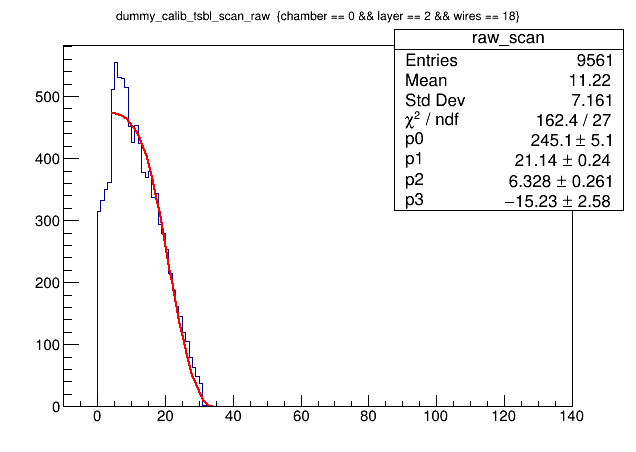 dummy_calib_tsbl_scan_raw {chamber == 0 && layer == 2 && wires == 18}
raw_scan
Entries 9561
Mean 11.22
Std Dev 7.161
χ² / ndf 162.4 / 27
p0 245.1 ± 5.1
p1 21.14 ± 0.24
p2 6.328 ± 0.261
p3 −15.23 ± 2.58
500
400
300
200
100
0
0 20 40 60 80 100 120 140